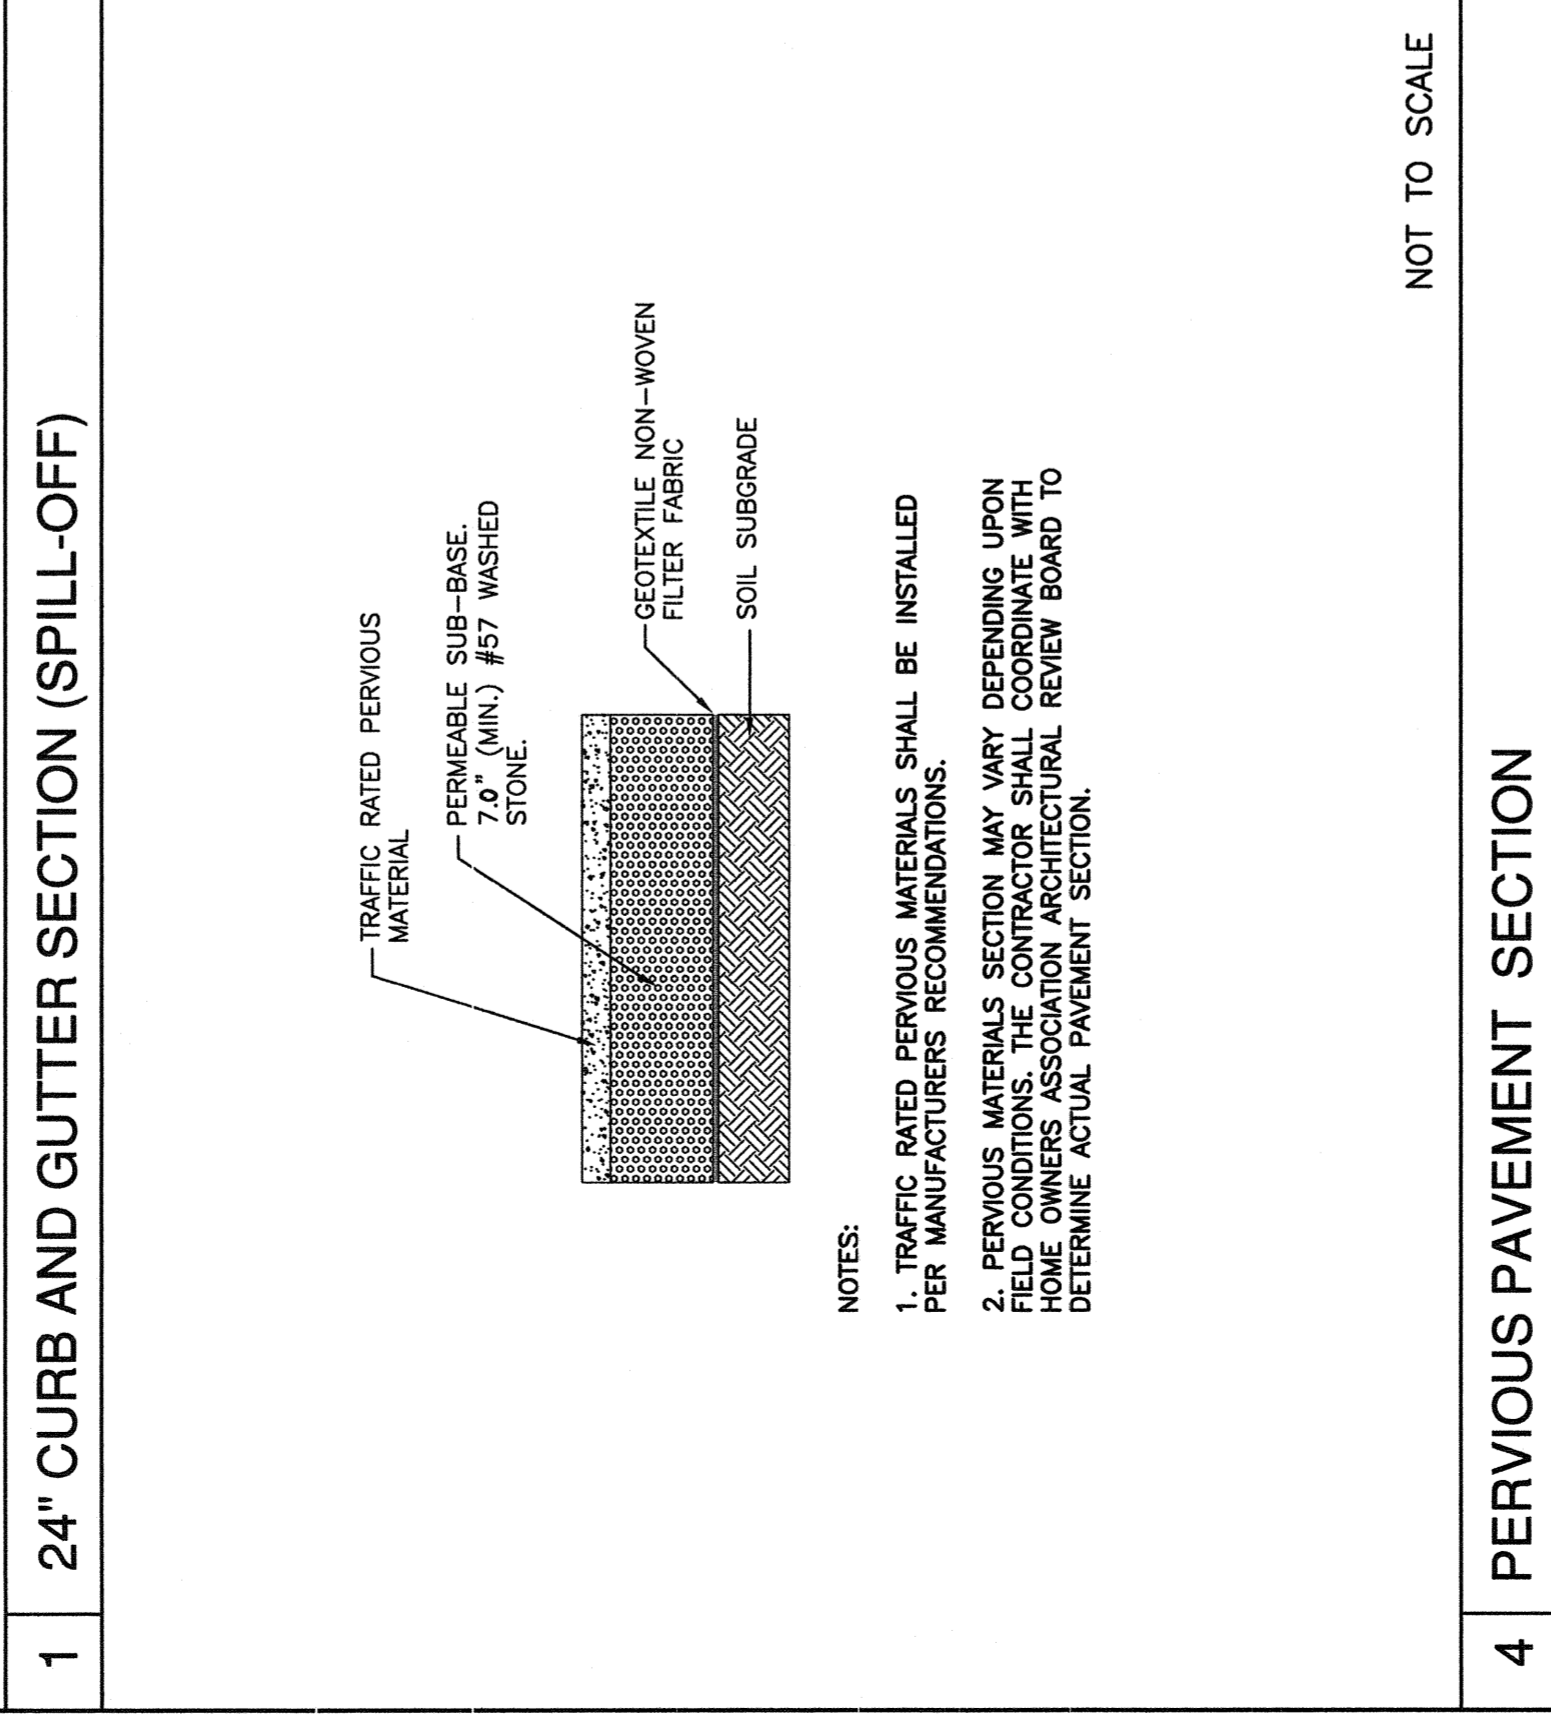 1 24" CURB AND GUTTER SECTION (SPILL-OFF)
TRAFFIC RATED PERVIOUS
MATERIAL
PERMEABLE SUB-BASE.
7.0" (MIN.) #57 WASHED
STONE.
GEOTEXTILE NON-WOVEN
FILTER FABRIC
SOIL SUBGRADE
NOTES:
1. TRAFFIC RATED PERVIOUS MATERIALS SHALL BE INSTALLED
PER MANUFACTURERS RECOMMENDATIONS.
2. PERVIOUS MATERIALS SECTION MAY VARY DEPENDING UPON
FIELD CONDITIONS. THE CONTRACTOR SHALL COORDINATE WITH
HOME OWNERS ASSOCIATION ARCHITECTURAL REVIEW BOARD TO
DETERMINE ACTUAL PAVEMENT SECTION.
NOT TO SCALE
4 PERVIOUS PAVEMENT SECTION